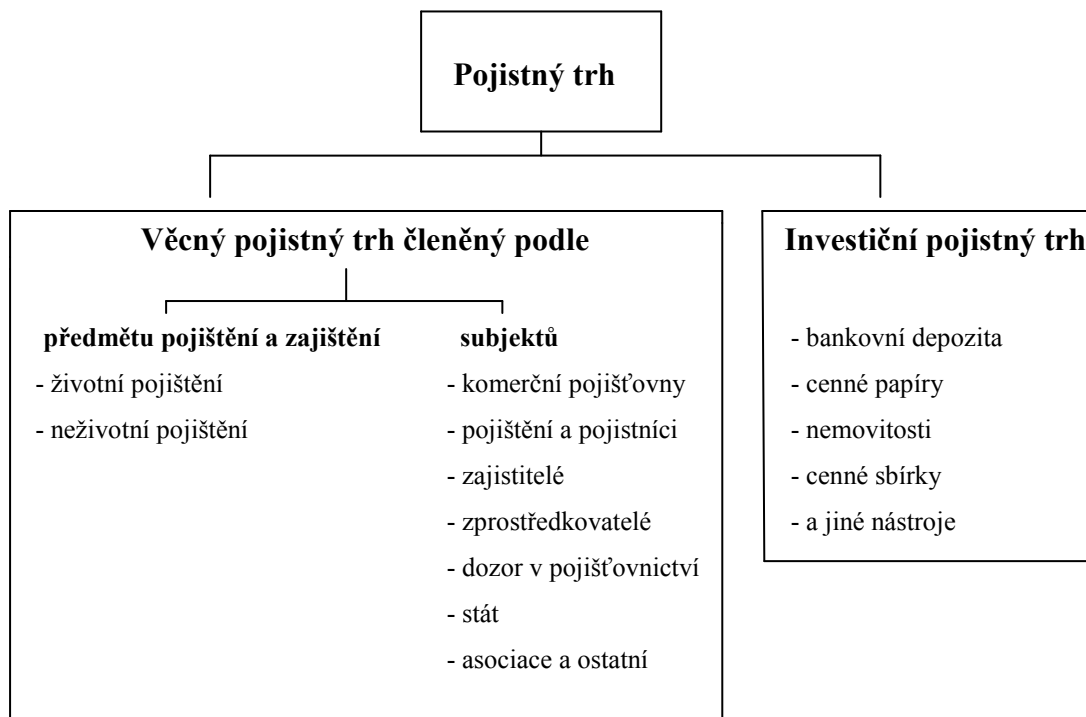 Pojistný trh
Věcný pojistný trh členěný podle
předmětu pojištění a zajištění
- životní pojištění
- neživotní pojištění
subjektů
- komerční pojišťovny
- pojištění a pojistníci
- zajistitelé
- zprostředkovatelé
- dozor v pojišťovnictví
- stát
- asociace a ostatní
Investiční pojistný trh
- bankovní depozita
- cenné papíry
- nemovitosti
- cenné sbírky
- a jiné nástroje